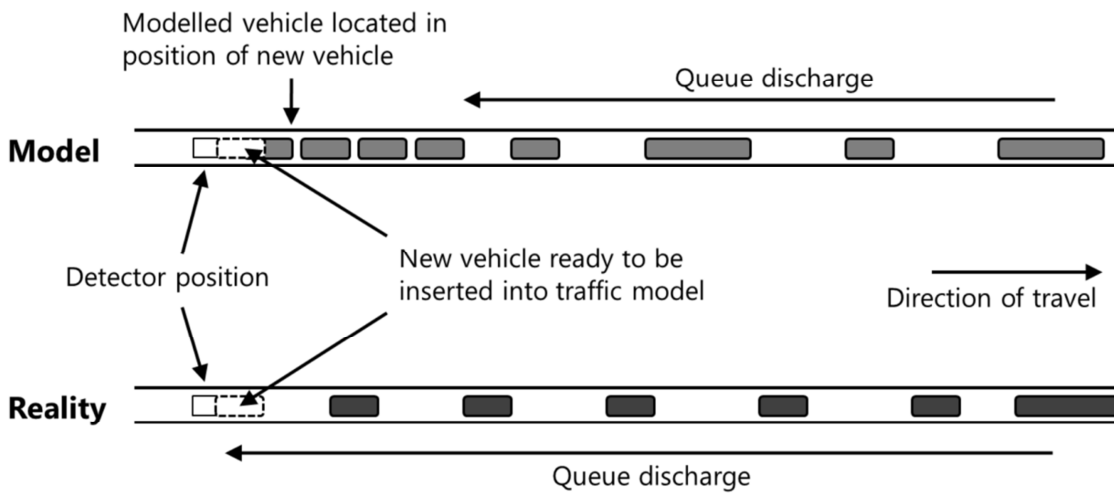 Modelled vehicle located in
position of new vehicle
Queue discharge
Model
Detector position
New vehicle ready to be
inserted into traffic model
Direction of travel
Reality
Queue discharge